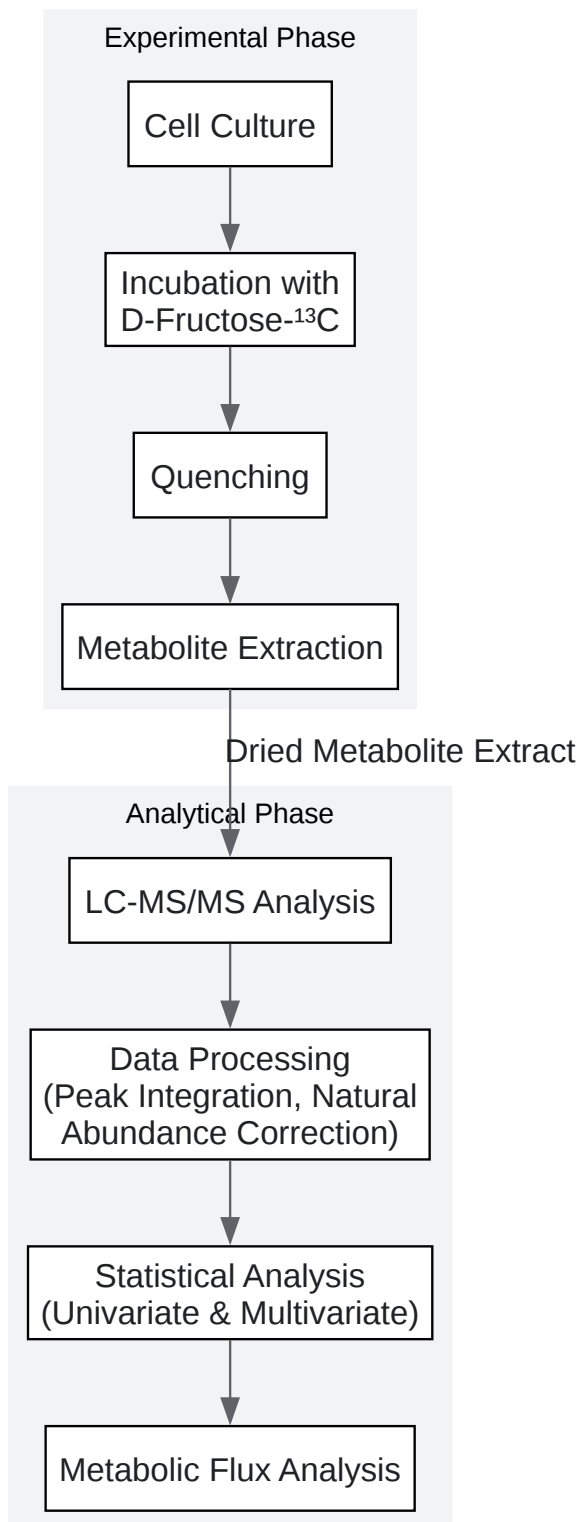 Experimental Phase
Cell Culture
Incubation with
D-Fructose-¹³C
Quenching
Metabolite Extraction
Dried Metabolite Extract
Analytical Phase
LC-MS/MS Analysis
Data Processing
(Peak Integration, Natural
Abundance Correction)
Statistical Analysis
(Univariate & Multivariate)
Metabolic Flux Analysis